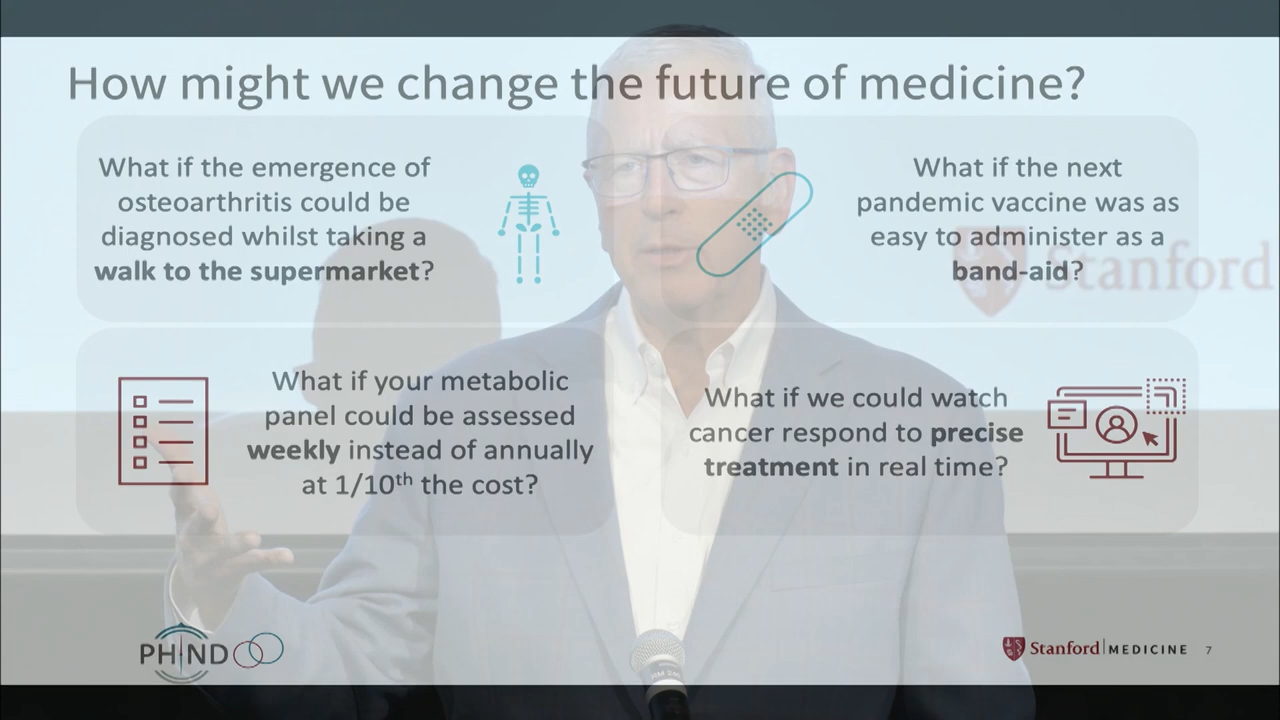 How might we change the future of medicine?
What if the emergence of
osteoarthritis could be
diagnosed whilst taking a
walk to the supermarket?
What if the next
pandemic vaccine was as
easy to administer as a
band-aid?
Stanford
What if your metabolic
panel could be assessed
weekly instead of annually
at 1/10th the cost?
What if we could watch
cancer respond to precise
treatment in real time?
PHIND
Stanford MEDICINE 7